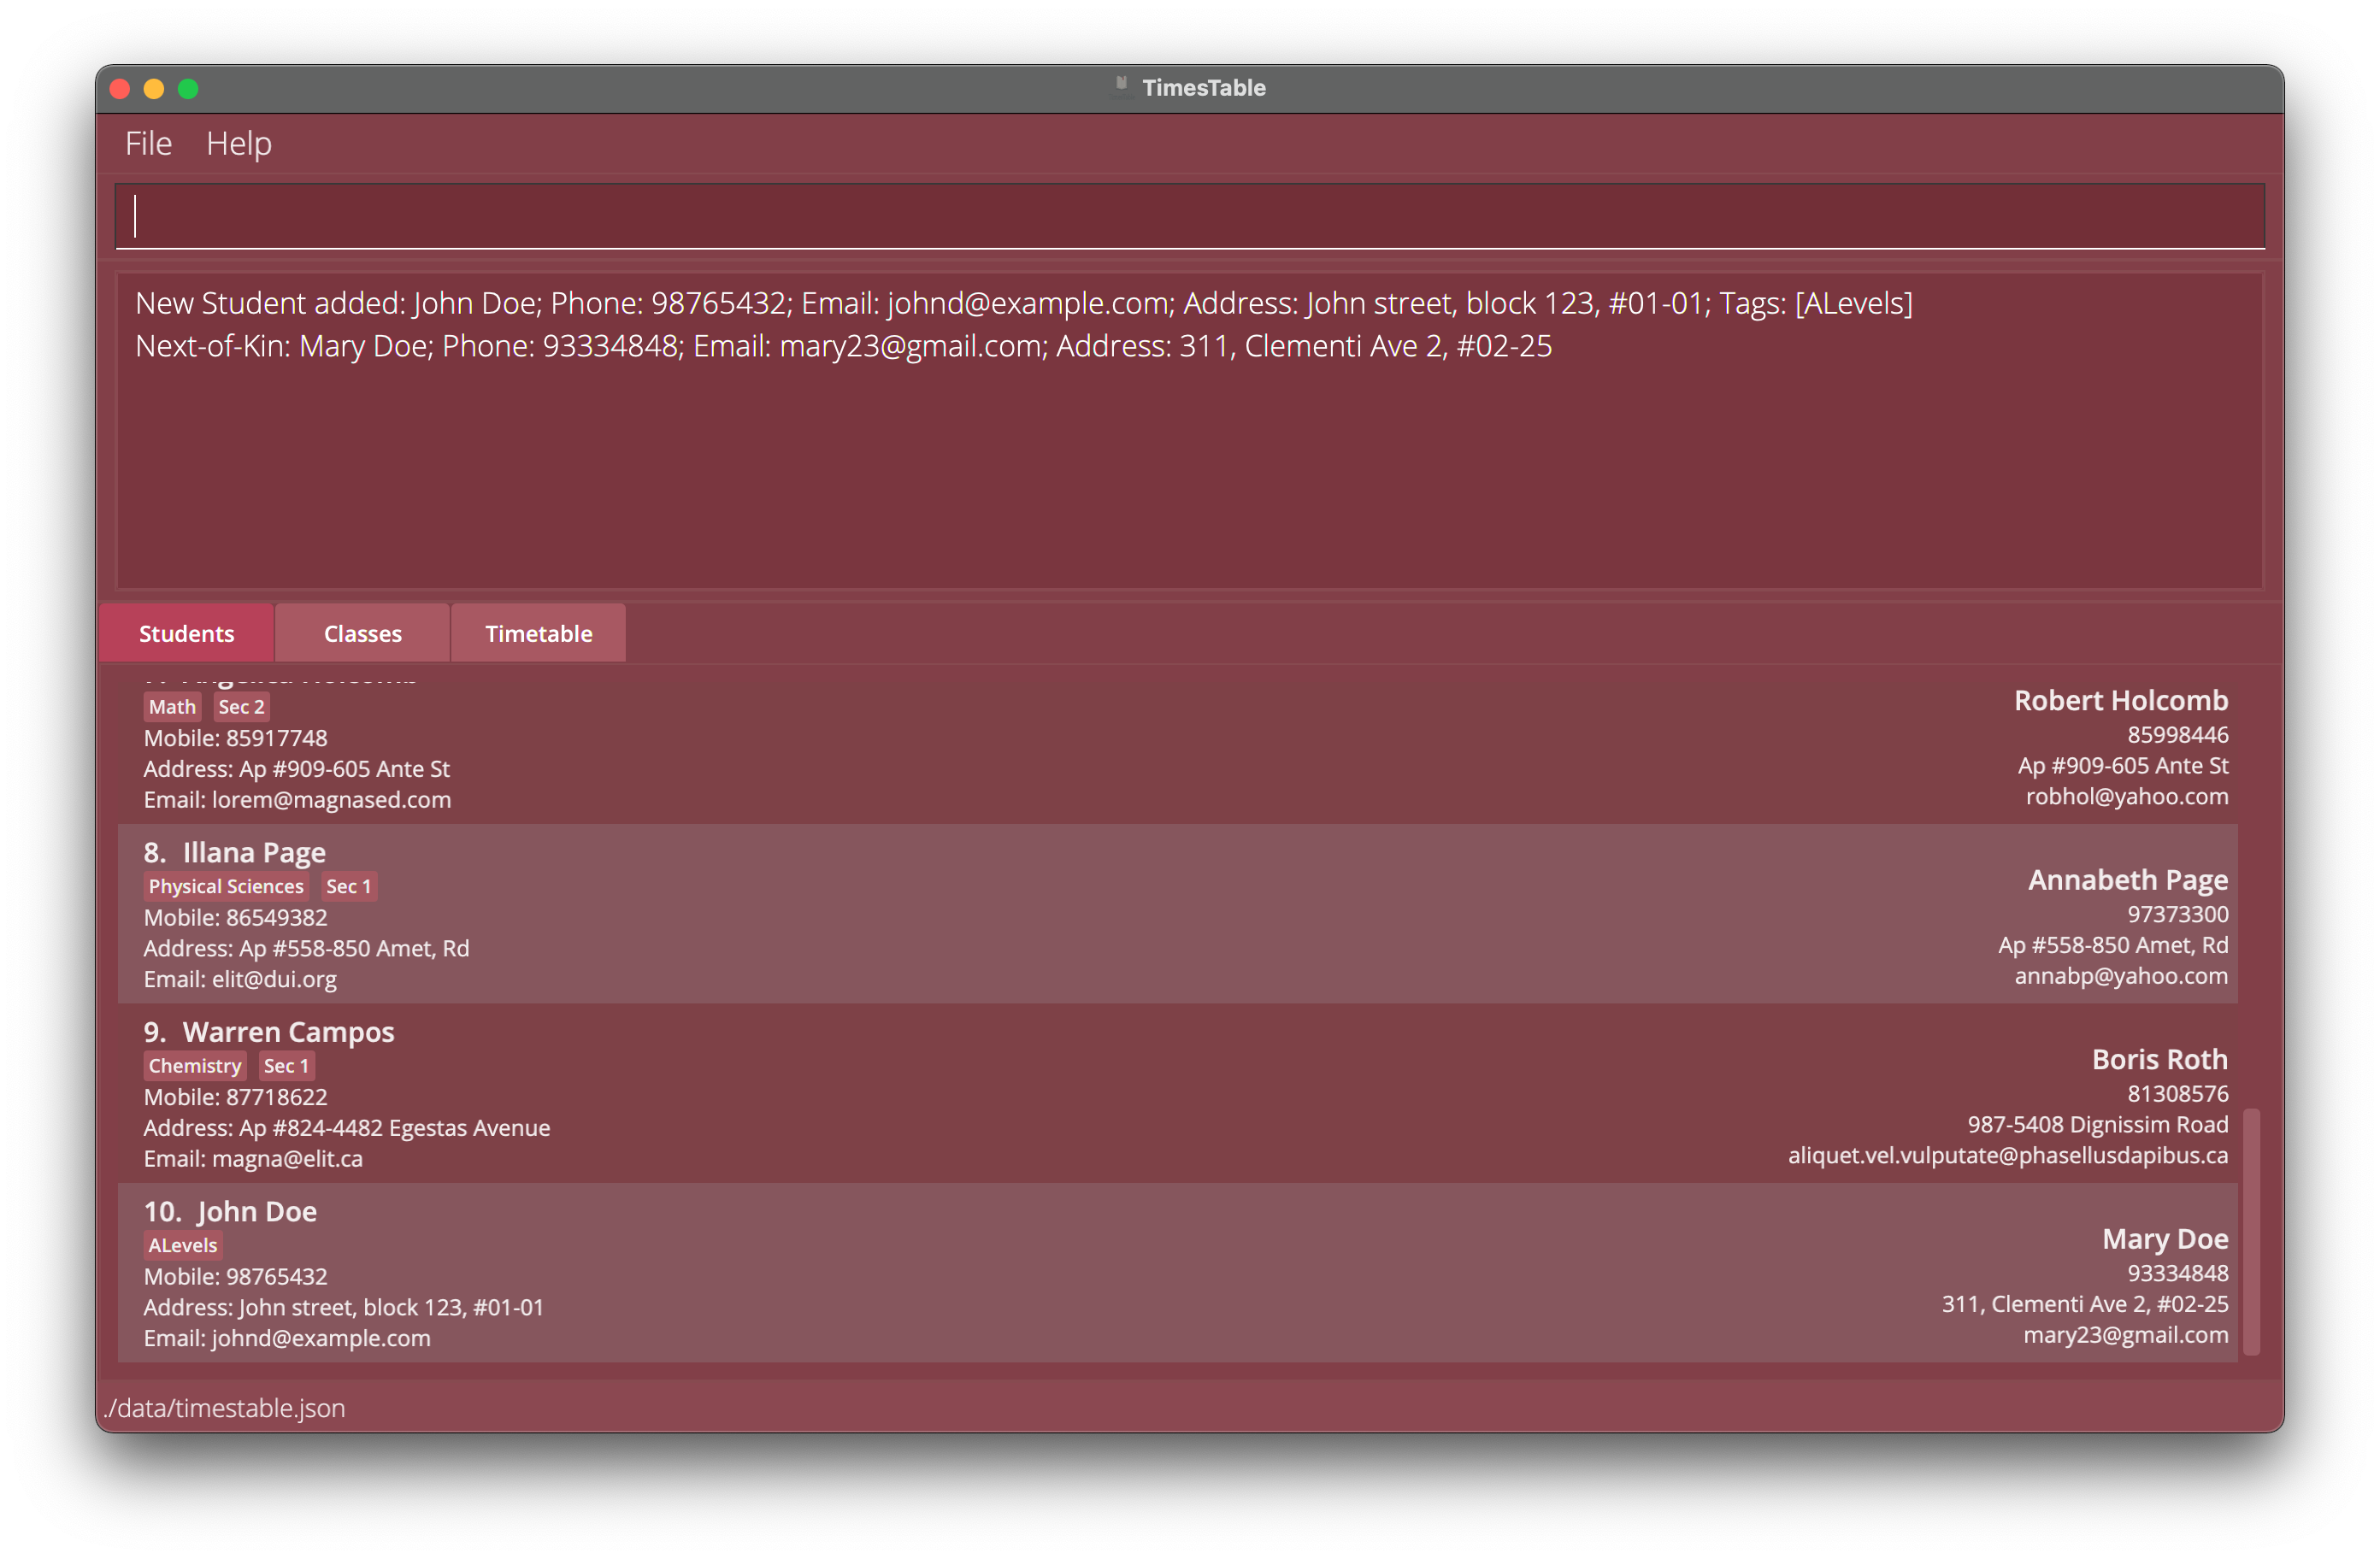 TimesTable
File Help
New Student added: John Doe; Phone: 98765432; Email: johnd@example.com; Address: John street, block 123, #01-01; Tags: [ALevels]
Next-of-Kin: Mary Doe; Phone: 93334848; Email: mary23@gmail.com; Address: 311, Clementi Ave 2, #02-25
Students Classes Timetable
Math Sec 2
Mobile: 85917748
Address: Ap #909-605 Ante St
Email: lorem@magnased.com
Robert Holcomb
85998446
Ap #909-605 Ante St
robhol@yahoo.com
8. Illana Page
Physical Sciences Sec 1
Mobile: 86549382
Address: Ap #558-850 Amet, Rd
Email: elit@dui.org
Annabeth Page
97373300
Ap #558-850 Amet, Rd
annabp@yahoo.com
9. Warren Campos
Chemistry Sec 1
Mobile: 87718622
Address: Ap #824-4482 Egestas Avenue
Email: magna@elit.ca
Boris Roth
81308576
987-5408 Dignissim Road
aliquet.vel.vulputate@phasellusdapibus.ca
10. John Doe
ALevels
Mobile: 98765432
Address: John street, block 123, #01-01
Email: johnd@example.com
Mary Doe
93334848
311, Clementi Ave 2, #02-25
mary23@gmail.com
./data/timestable.json